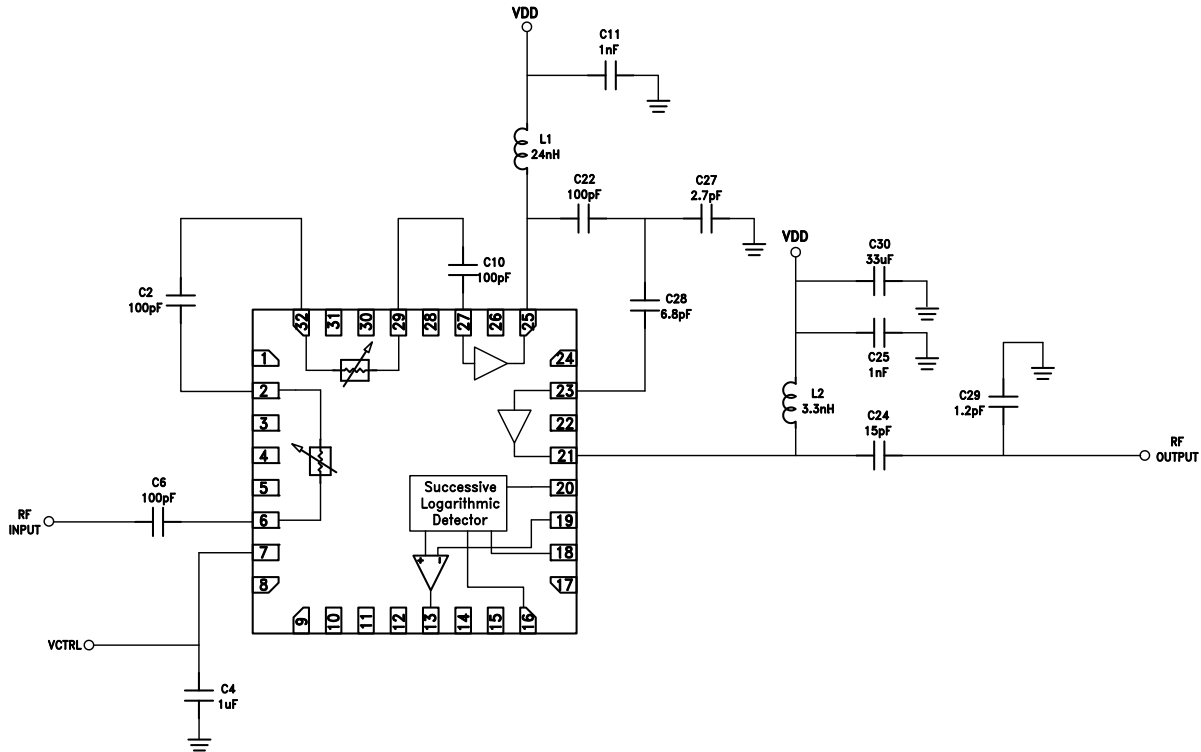 VDD
C11
1nF
L1
24nH
C22
100pF
C27
2.7pF
VDD
C30
33uF
C10
100pF
C2
100pF
C28
6.8pF
32
31
30
29
28
27
26
25
C25
1nF
1
24
2
23
L2
3.3nH
C29
1.2pF
3
22
C24
15pF
4
21
RF
OUTPUT
5
Successive
Logarithmic
Detector
20
C6
100pF
RF
INPUT
6
19
7
+
-
18
8
17
9
10
11
12
13
14
15
16
VCTRL
C4
1uF